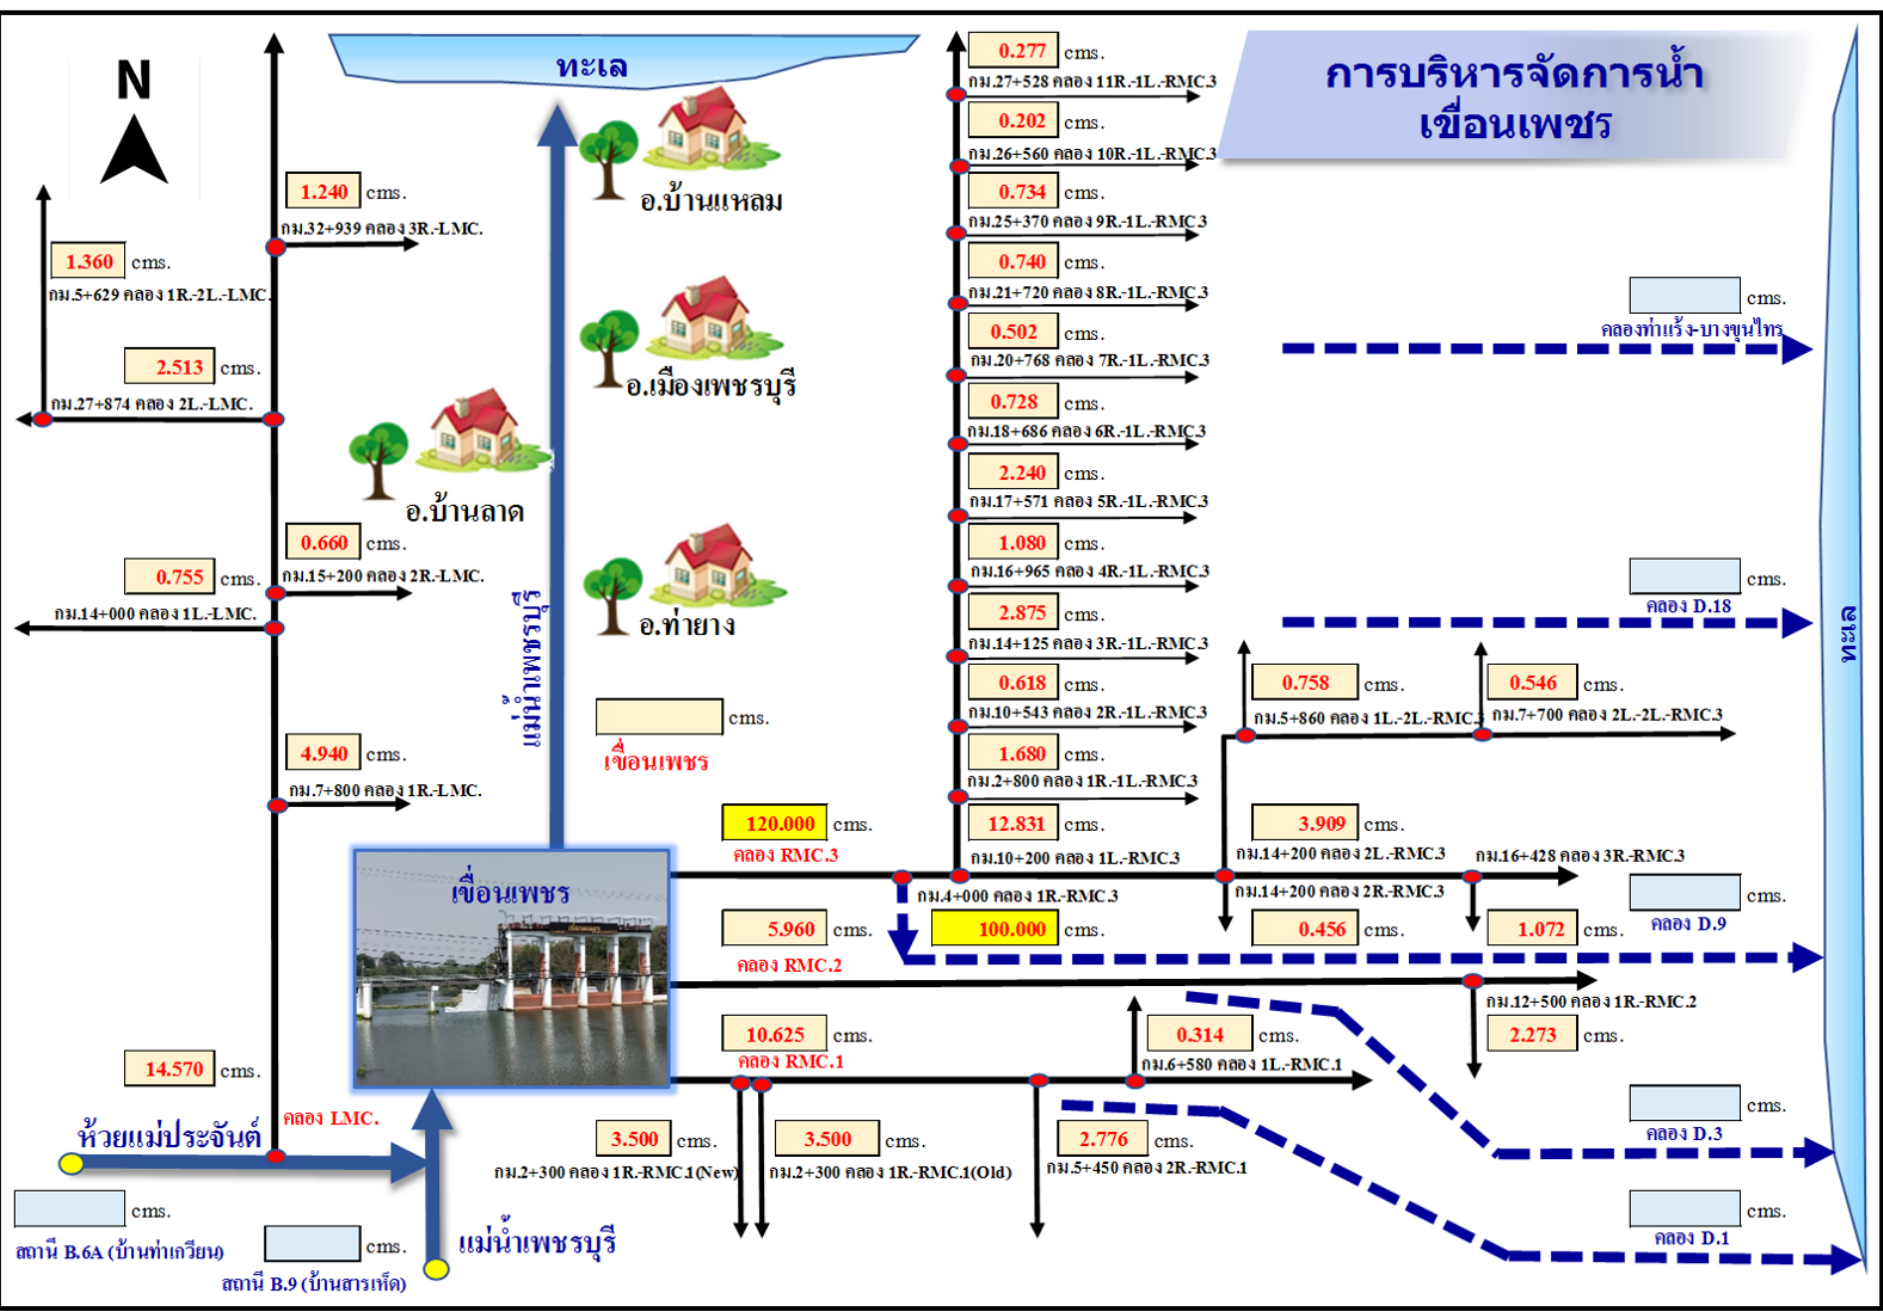 การบริหารจัดการน้ำ
เขื่อนเพชร
N
ทะเล
0.277 cms.
กม.27+528 คลอง 11R.-1L.-RMC.3
0.202 cms.
กม.26+560 คลอง 10R.-1L.-RMC.3
0.734 cms.
กม.25+370 คลอง 9R.-1L-RMC.3
0.740 cms.
กม.21+720 คลอง 8R.-1L.-RMC.3
0.502 cms.
กม.20+768 คลอง 7R.-1L.-RMC.3
0.728 cms.
กม.18+686 คลอง 6R.-1L.-RMC.3
2.240 cms.
กม.17+571 คลอง 5R.-1L.-RMC.3
1.080 cms.
กม.16+965 คลอง 4R.-1L.-RMC.3
2.875 cms.
กม.14+125 คลอง 3R.-1L.-RMC.3
0.618 cms.
กม.10+543 คลอง 2R.-1L.-RMC.3
1.680 cms.
กม.2+800 คลอง 1R.-1L.-RMC.3
12.831 cms.
กม.10+200 คลอง 1L.-RMC.3
1.240 cms.
กม.32+939 คลอง 3R.-LMC.
1.360 cms.
กม.5+629 คลอง 1R.-2L.-LMC.
2.513 cms.
กม.27+874 คลอง 2L.-LMC.
0.660 cms.
กม.15+200 คลอง 2R.-LMC.
0.755 cms.
กม.14+000 คลอง 1L.-LMC.
4.940 cms.
กม.7+800 คลอง 1R.-LMC.
14.570 cms.
คลอง LMC.
อ.บ้านแหลม
อ.เมืองเพชรบุรี
อ.บ้านลาด
อ.ท่ายาง
แม่น้ำเพชรบุรี
cms.
เขื่อนเพชร
เขื่อนเพชร
120.000 cms.
คลอง RMC.3
กม.4+000 คลอง 1R.-RMC.3
100.000 cms.
0.758 cms.
กม.5+860 คลอง 1L.-2L.-RMC.3
0.546 cms.
กม.7+700 คลอง 2L.-2L.-RMC.3
3.909 cms.
กม.14+200 คลอง 2L.-RMC.3
กม.14+200 คลอง 2R.-RMC.3
0.456 cms.
กม.16+428 คลอง 3R.-RMC.3
1.072 cms.
5.960 cms.
คลอง RMC.2
กม.12+500 คลอง 1R.-RMC.2
2.273 cms.
10.625 cms.
คลอง RMC.1
0.314 cms.
กม.6+580 คลอง 1L.-RMC.1
3.500 cms.
กม.2+300 คลอง 1R.-RMC.1(New)
3.500 cms.
กม.2+300 คลอง 1R.-RMC.1(Old)
2.776 cms.
กม.5+450 คลอง 2R.-RMC.1
cms.
คลองท่าแร้ง-บางขุนไทร
cms.
คลอง D.18
cms.
คลอง D.9
cms.
คลอง D.3
cms.
คลอง D.1
ทะเล
ห้วยแม่ประจันต์
cms.
สถานี B.6A (บ้านท่าเกวียน)
cms.
สถานี B.9 (บ้านสารเห็ด)
แม่น้ำเพชรบุรี